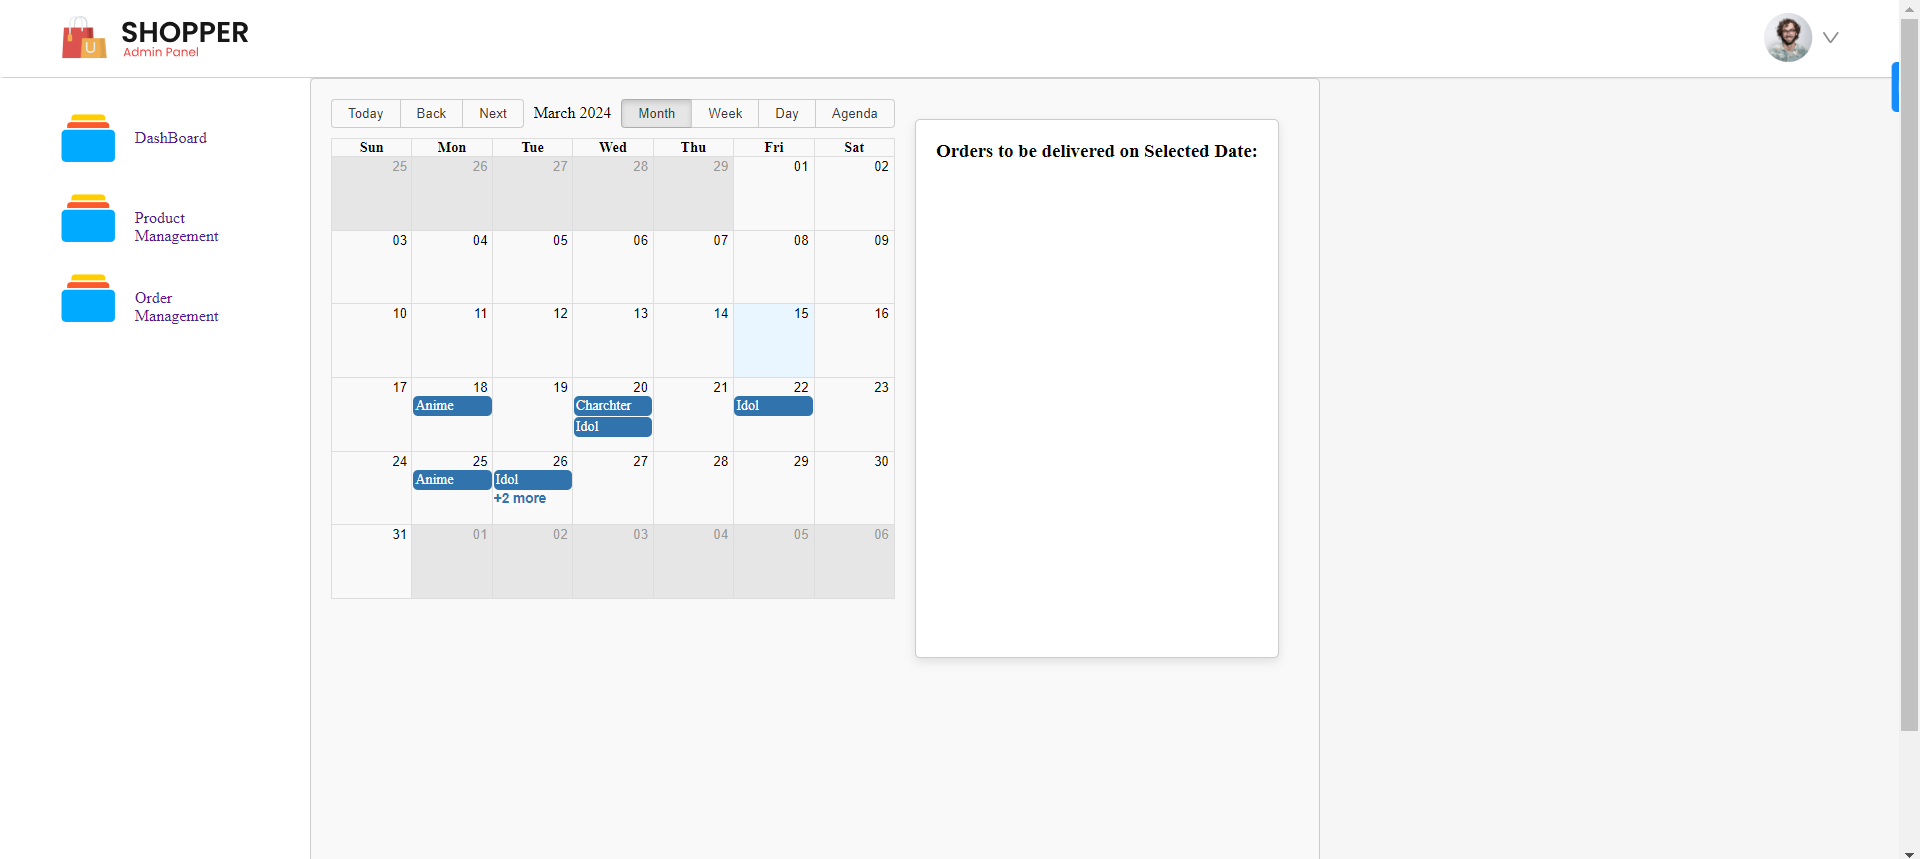 SHOPPER
Admin Panel
DashBoard
Product
Management
Order
Management
Today Back Next March 2024 Month Week Day Agenda
Sun Mon Tue Wed Thu Fri Sat
25 26 27 28 29 01 02
03 04 05 06 07 08 09
10 11 12 13 14 15 16
17 18 19 20 21 22 23
Anime Charchter Idol
Idol
24 25 26 27 28 29 30
Anime Idol
+2 more
31 01 02 03 04 05 06
Orders to be delivered on Selected Date:
U